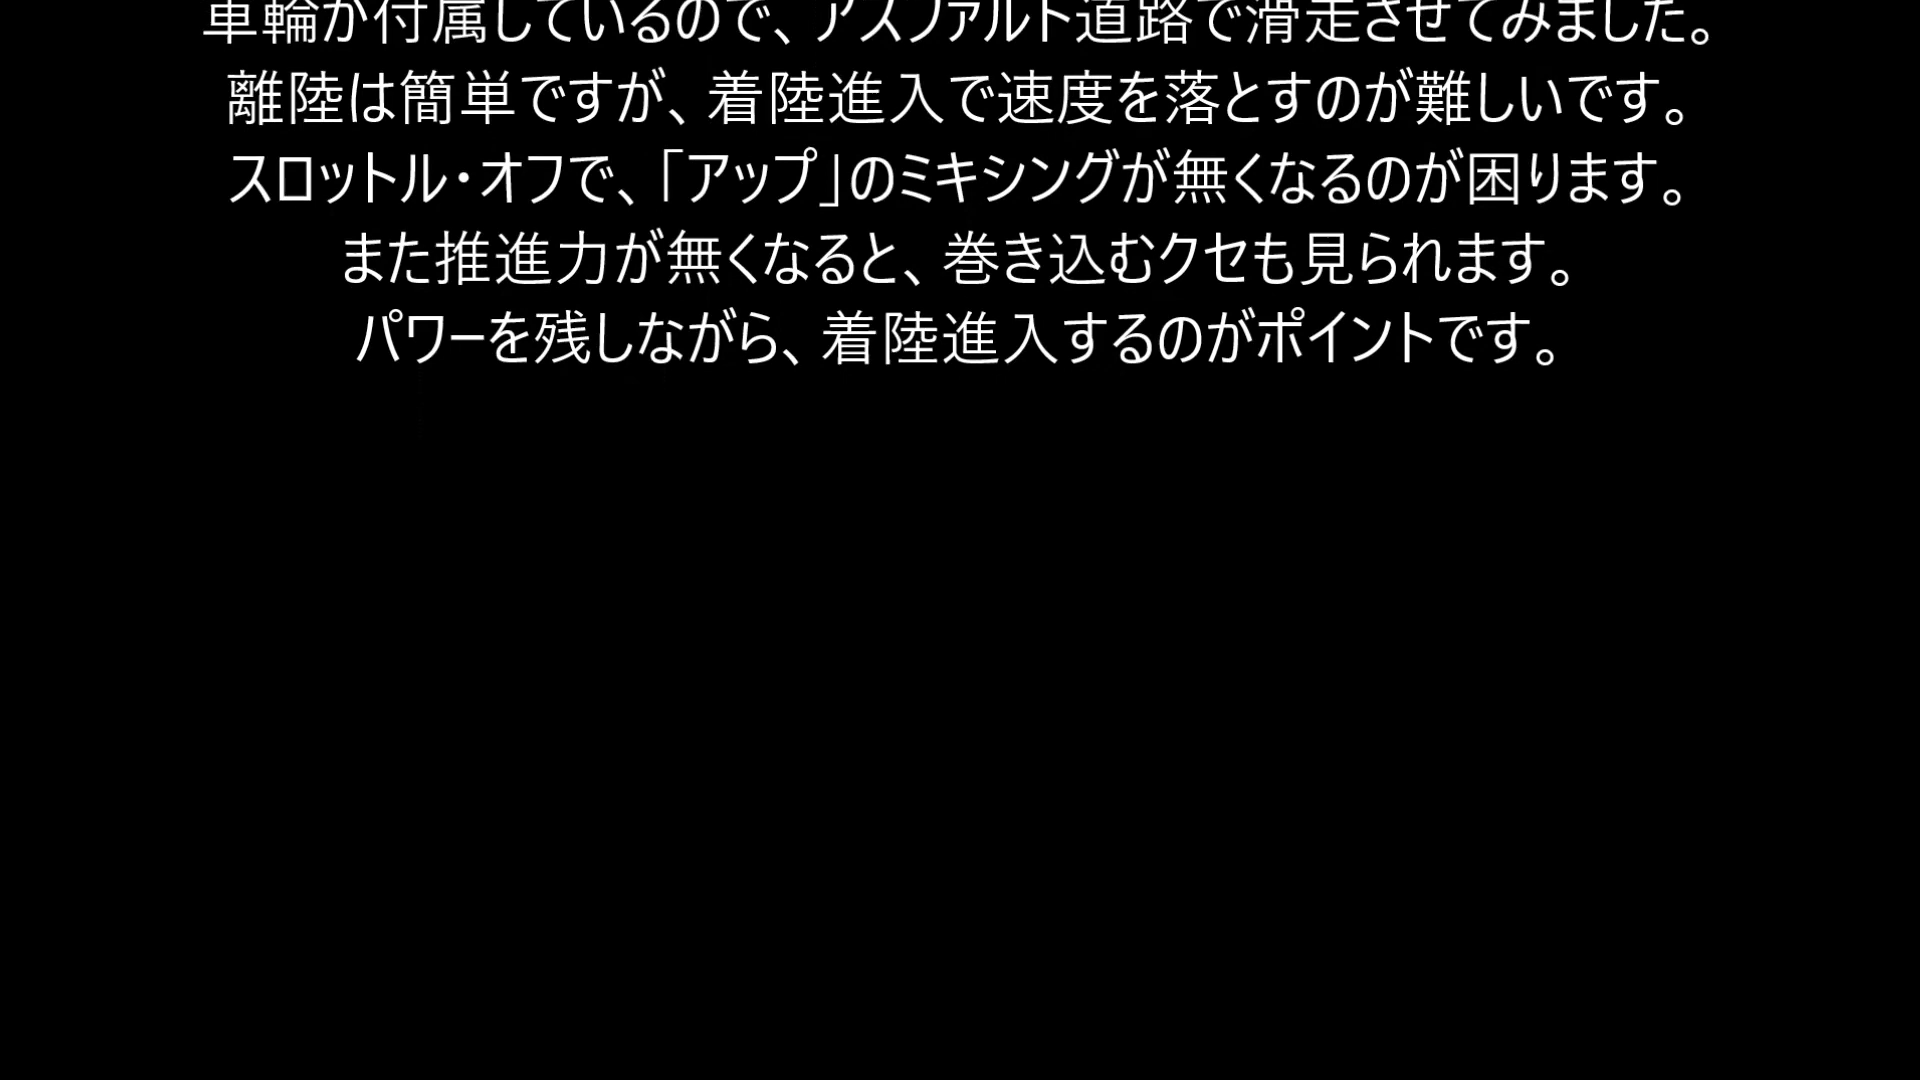 車輪が付属しているので、アスファルト道路で滑走させてみました。
離陸は簡単ですが、着陸進入で速度を落とすのが難しいです。
スロットル・オフで、「アップ」のミキシングが無くなるのが困ります。
また推進力が無くなると、巻き込むクセも見られます。
パワーを残しながら、着陸進入するのがポイントです。